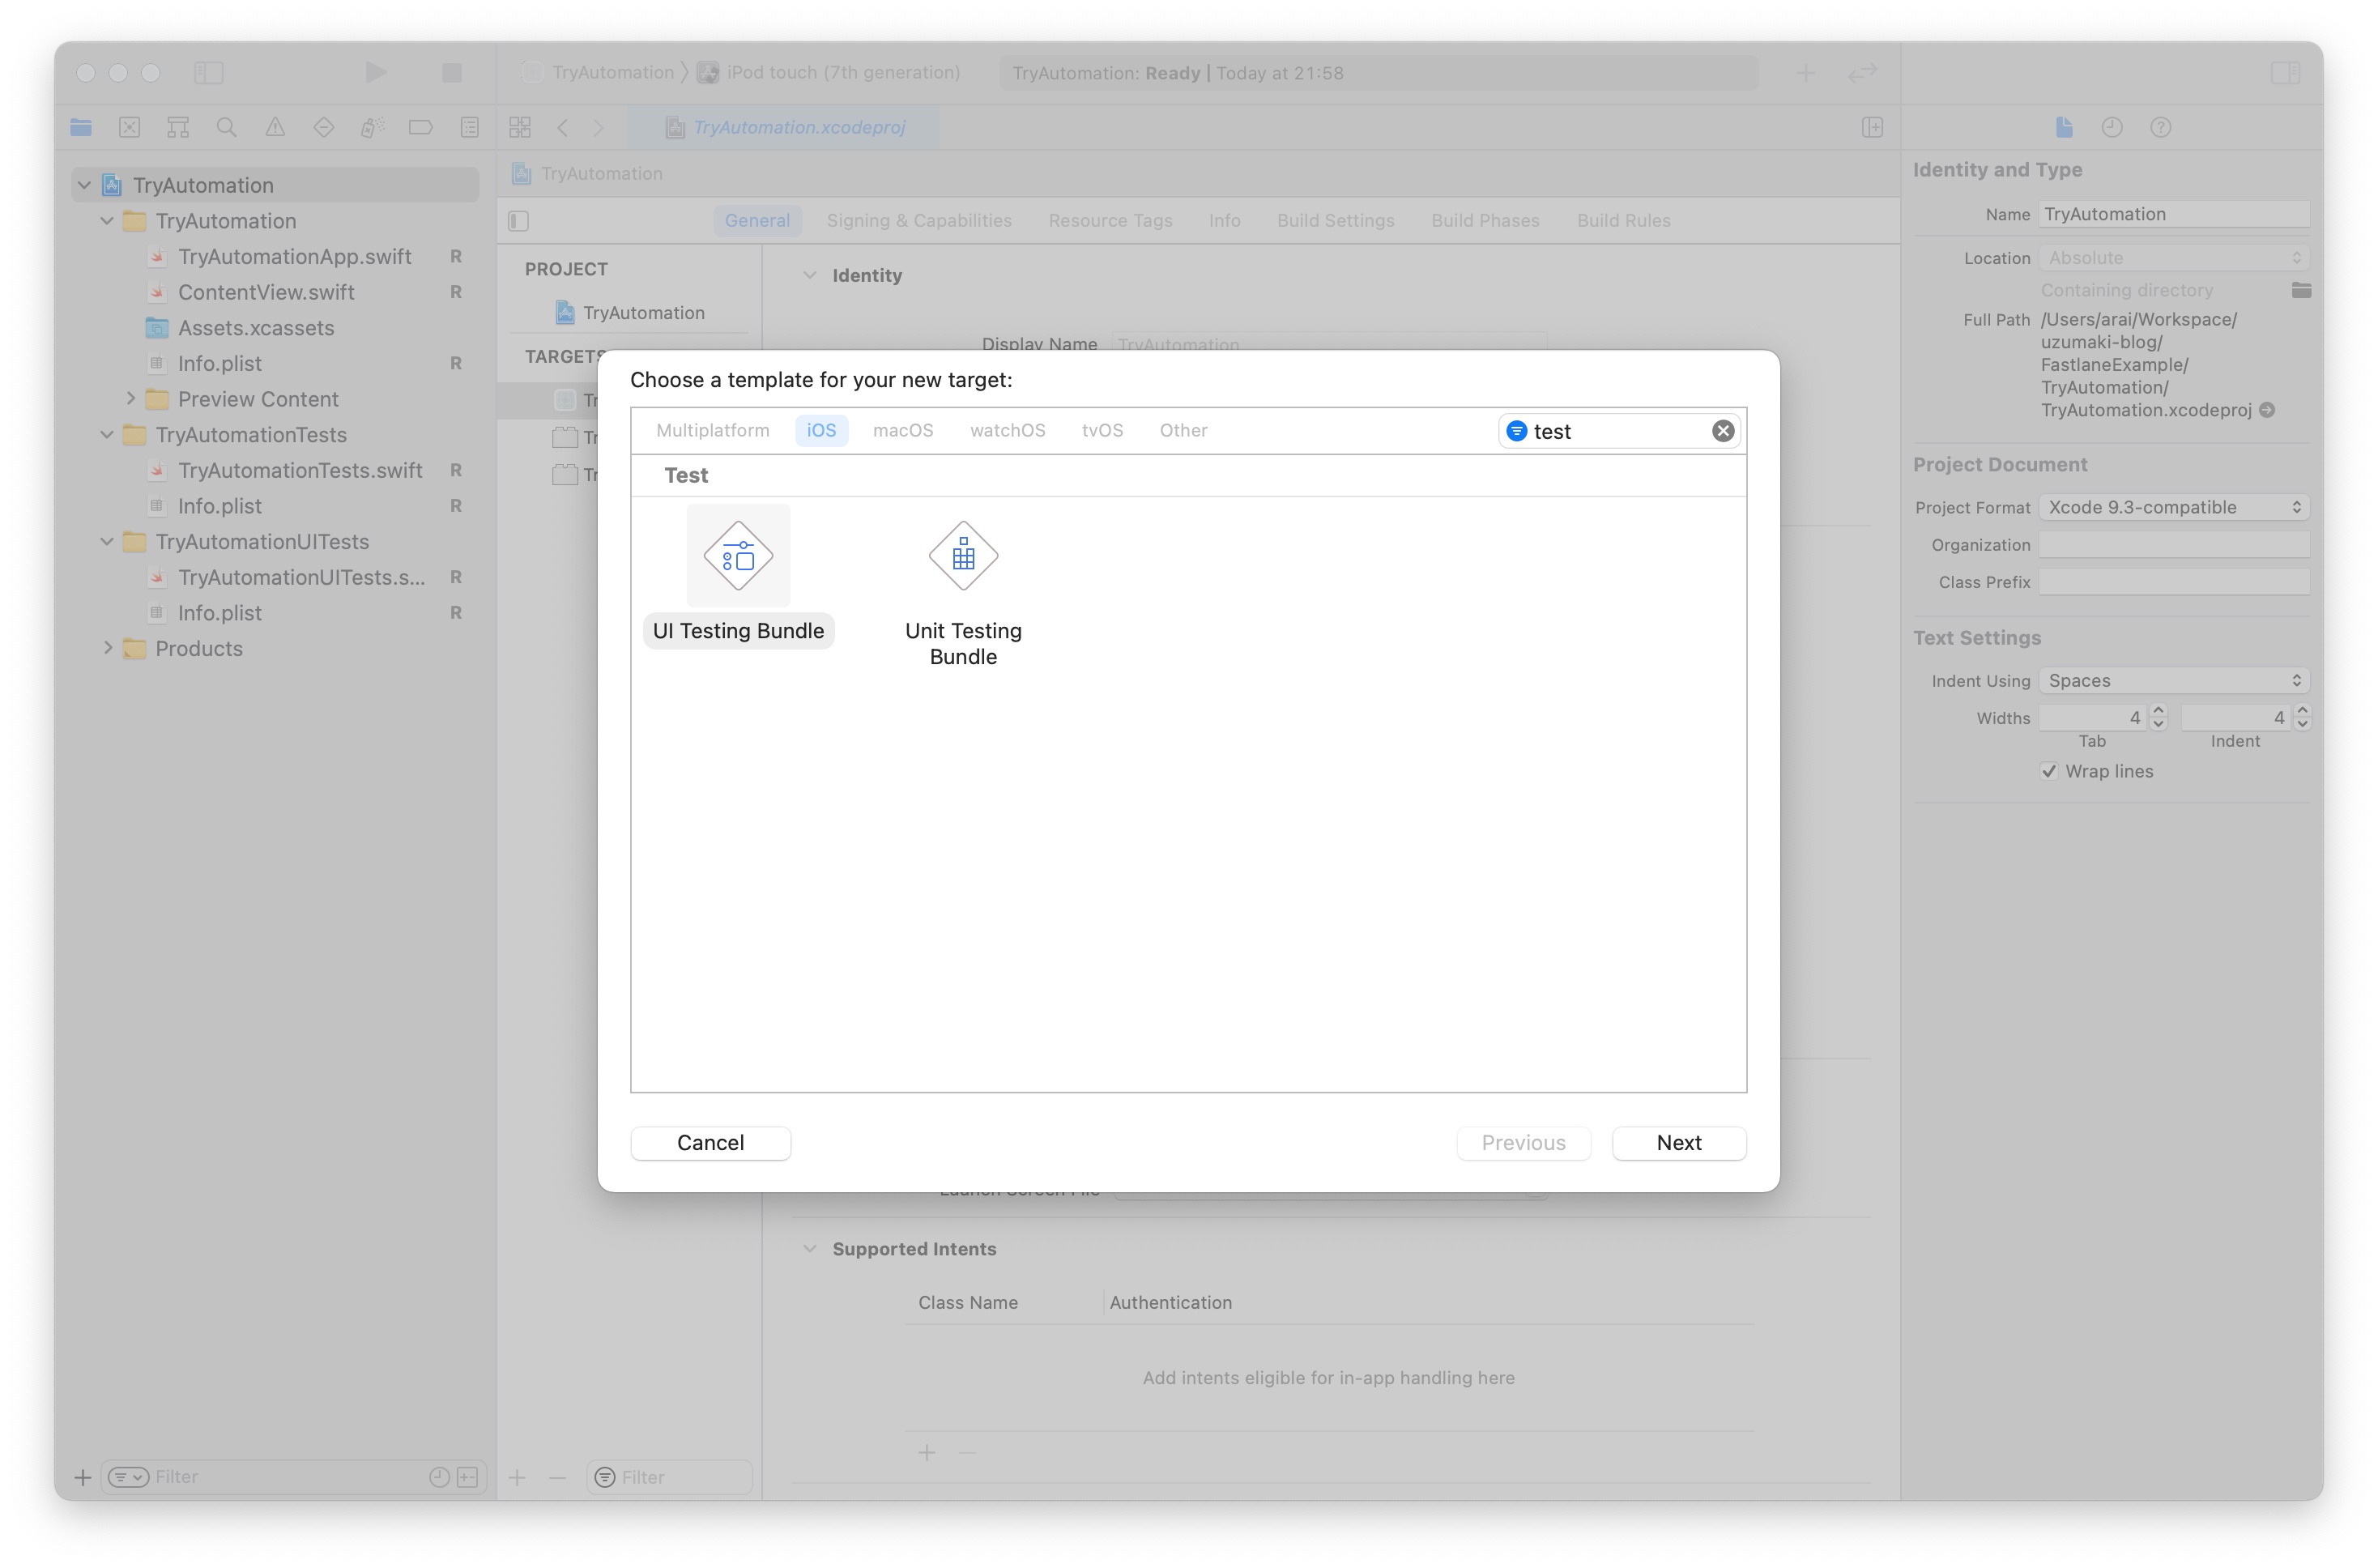 TryAutomation
iPod touch (7th generation)
TryAutomation: Ready | Today at 21:58
TryAutomation.xcodeproj
TryAutomation
TryAutomation
TryAutomationApp.swift R
ContentView.swift R
Assets.xcassets
Info.plist R
Preview Content
TryAutomationTests
TryAutomationTests.swift R
Info.plist R
TryAutomationUITests
TryAutomationUITests.s... R
Info.plist R
Products
Filter
TryAutomation
General Signing & Capabilities Resource Tags Info Build Settings Build Phases Build Rules
PROJECT
TryAutomation
TARGETS
Tr
Tr
Tr
Filter
Identity
Display Name TryAutomation
Choose a template for your new target:
Multiplatform iOS macOS watchOS tvOS Other
test
Test
UI Testing Bundle
Unit Testing
Bundle
Cancel Previous Next
Launch Screen File
Supported Intents
Class Name Authentication
Add intents eligible for in-app handling here
Identity and Type
Name TryAutomation
Location Absolute
Containing directory
Full Path /Users/arai/Workspace/
uzumaki-blog/
FastlaneExample/
TryAutomation/
TryAutomation.xcodeproj
Project Document
Project Format Xcode 9.3-compatible
Organization
Class Prefix
Text Settings
Indent Using Spaces
Widths 4 4
Tab Indent
Wrap lines